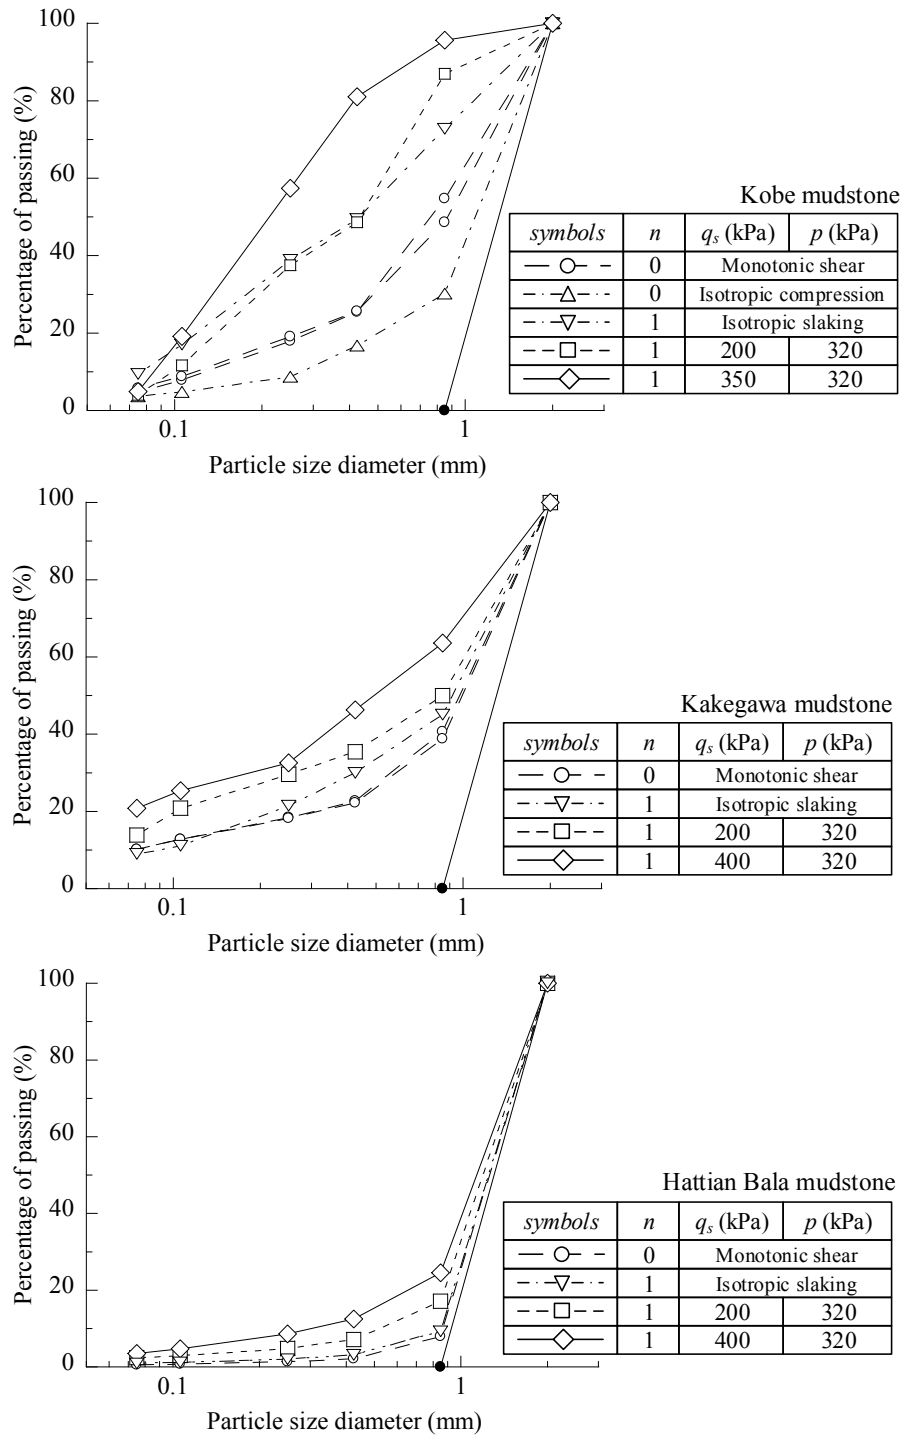 100
80
60
40
20
0
Percentage of passing (%)
0.1 1
Particle size diameter (mm)
Kobe mudstone
symbols n qs (kPa) p (kPa)
0 Monotonic shear
0 Isotropic compression
1 Isotropic slaking
1 200 320
1 350 320
100
80
60
40
20
0
Percentage of passing (%)
0.1 1
Particle size diameter (mm)
Kakegawa mudstone
symbols n qs (kPa) p (kPa)
0 Monotonic shear
1 Isotropic slaking
1 200 320
1 400 320
100
80
60
40
20
0
Percentage of passing (%)
0.1 1
Particle size diameter (mm)
Hattian Bala mudstone
symbols n qs (kPa) p (kPa)
0 Monotonic shear
1 Isotropic slaking
1 200 320
1 400 320